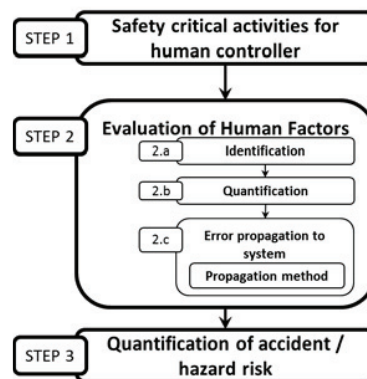 STEP 1
Safety critical activities for
human controller
STEP 2
Evaluation of Human Factors
2.a
Identification
2.b
Quantification
2.c
Error propagation to
system
Propagation method
STEP 3
Quantification of accident /
hazard risk